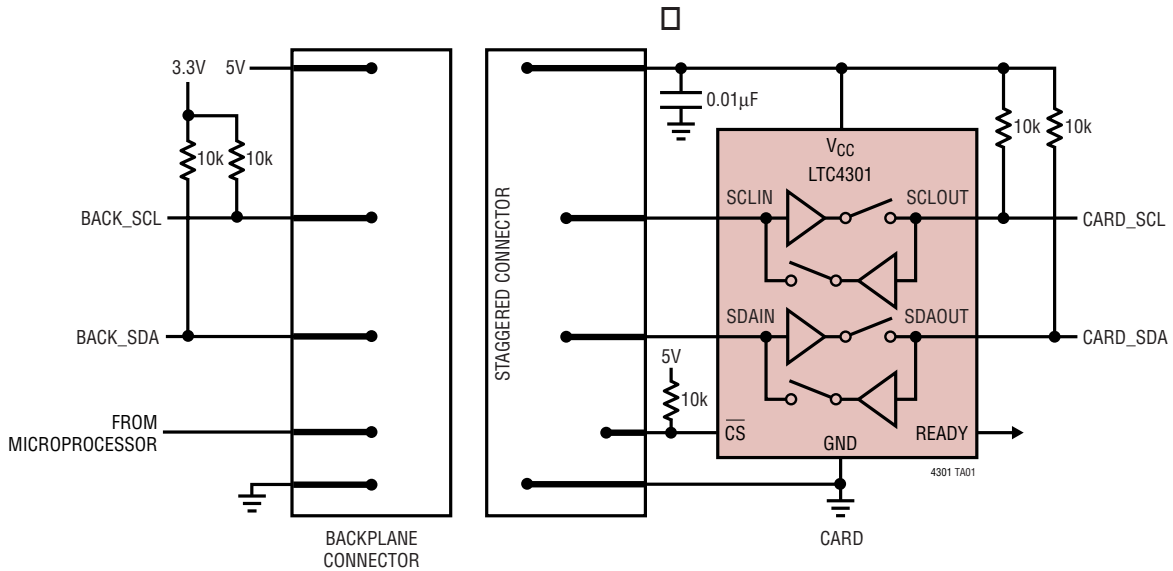 3.3V
5V
10k
10k
BACK_SCL
BACK_SDA
FROM
MICROPROCESSOR
BACKPLANE
CONNECTOR
STAGGERED CONNECTOR
0.01µF
10k
10k
VCC
LTC4301
SCLIN
SCLOUT
CARD_SCL
SDAIN
SDAOUT
CARD_SDA
5V
10k
CS
GND
READY
4301 TA01
CARD